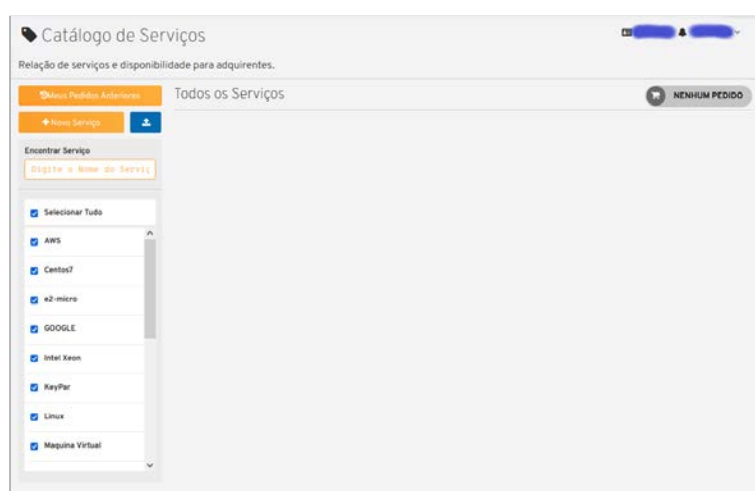 Catálogo de Serviços
Relação de serviços e disponibilidade para adquirentes.
Meus Pedidos Anteriores
Todos os Serviços
NENHUM PEDIDO
+ Novo Serviço
Encontrar Serviço
Digite o Nome do Serviç
Selecionar Tudo
AWS
Centos7
e2-micro
GOOGLE
Intel Xeon
KeyPar
Linux
Maquina Virtual